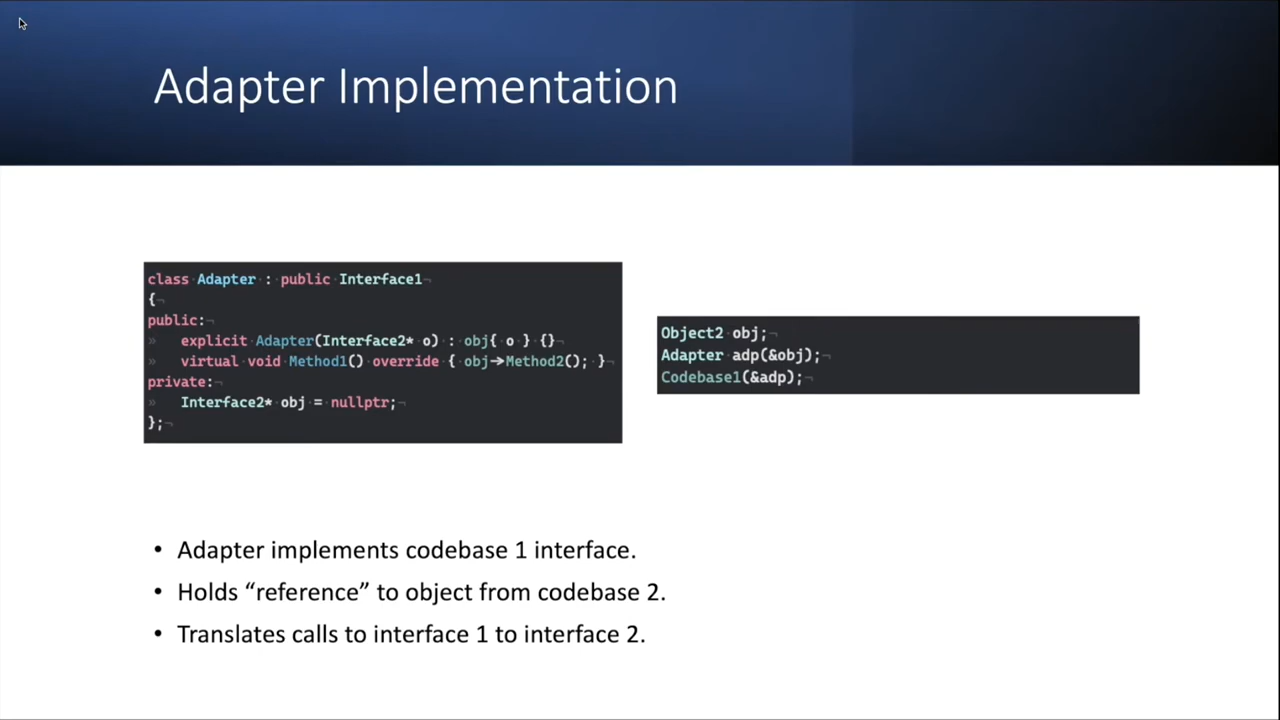 Adapter Implementation
class Adapter : public Interface1
{
public:
explicit Adapter(Interface2* o) : obj{ o } {}
virtual void Method1() override { obj->Method2(); }
private:
Interface2* obj = nullptr;
};
Object2 obj;
Adapter adp(&obj);
Codebase1(&adp);
• Adapter implements codebase 1 interface.
• Holds “reference” to object from codebase 2.
• Translates calls to interface 1 to interface 2.